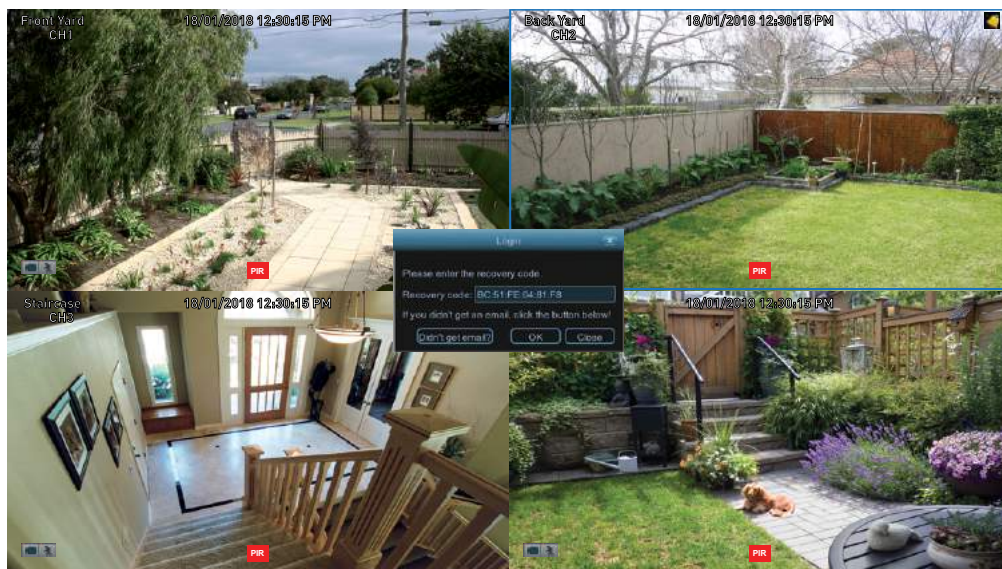 Front Yard
CH1
18/01/2018 12:30:15 PM
Back Yard
CH2
18/01/2018 12:30:15 PM
PIR
PIR
Login
Please enter the recovery code.
Recovery code: BC:51:FE:04:81:F8
If you didn't get an email, click the button below!
Didn't get email?
OK
Close
Staircase
CH3
18/01/2018 12:30:15 PM
18/01/2018 12:30:15 PM
PIR
PIR